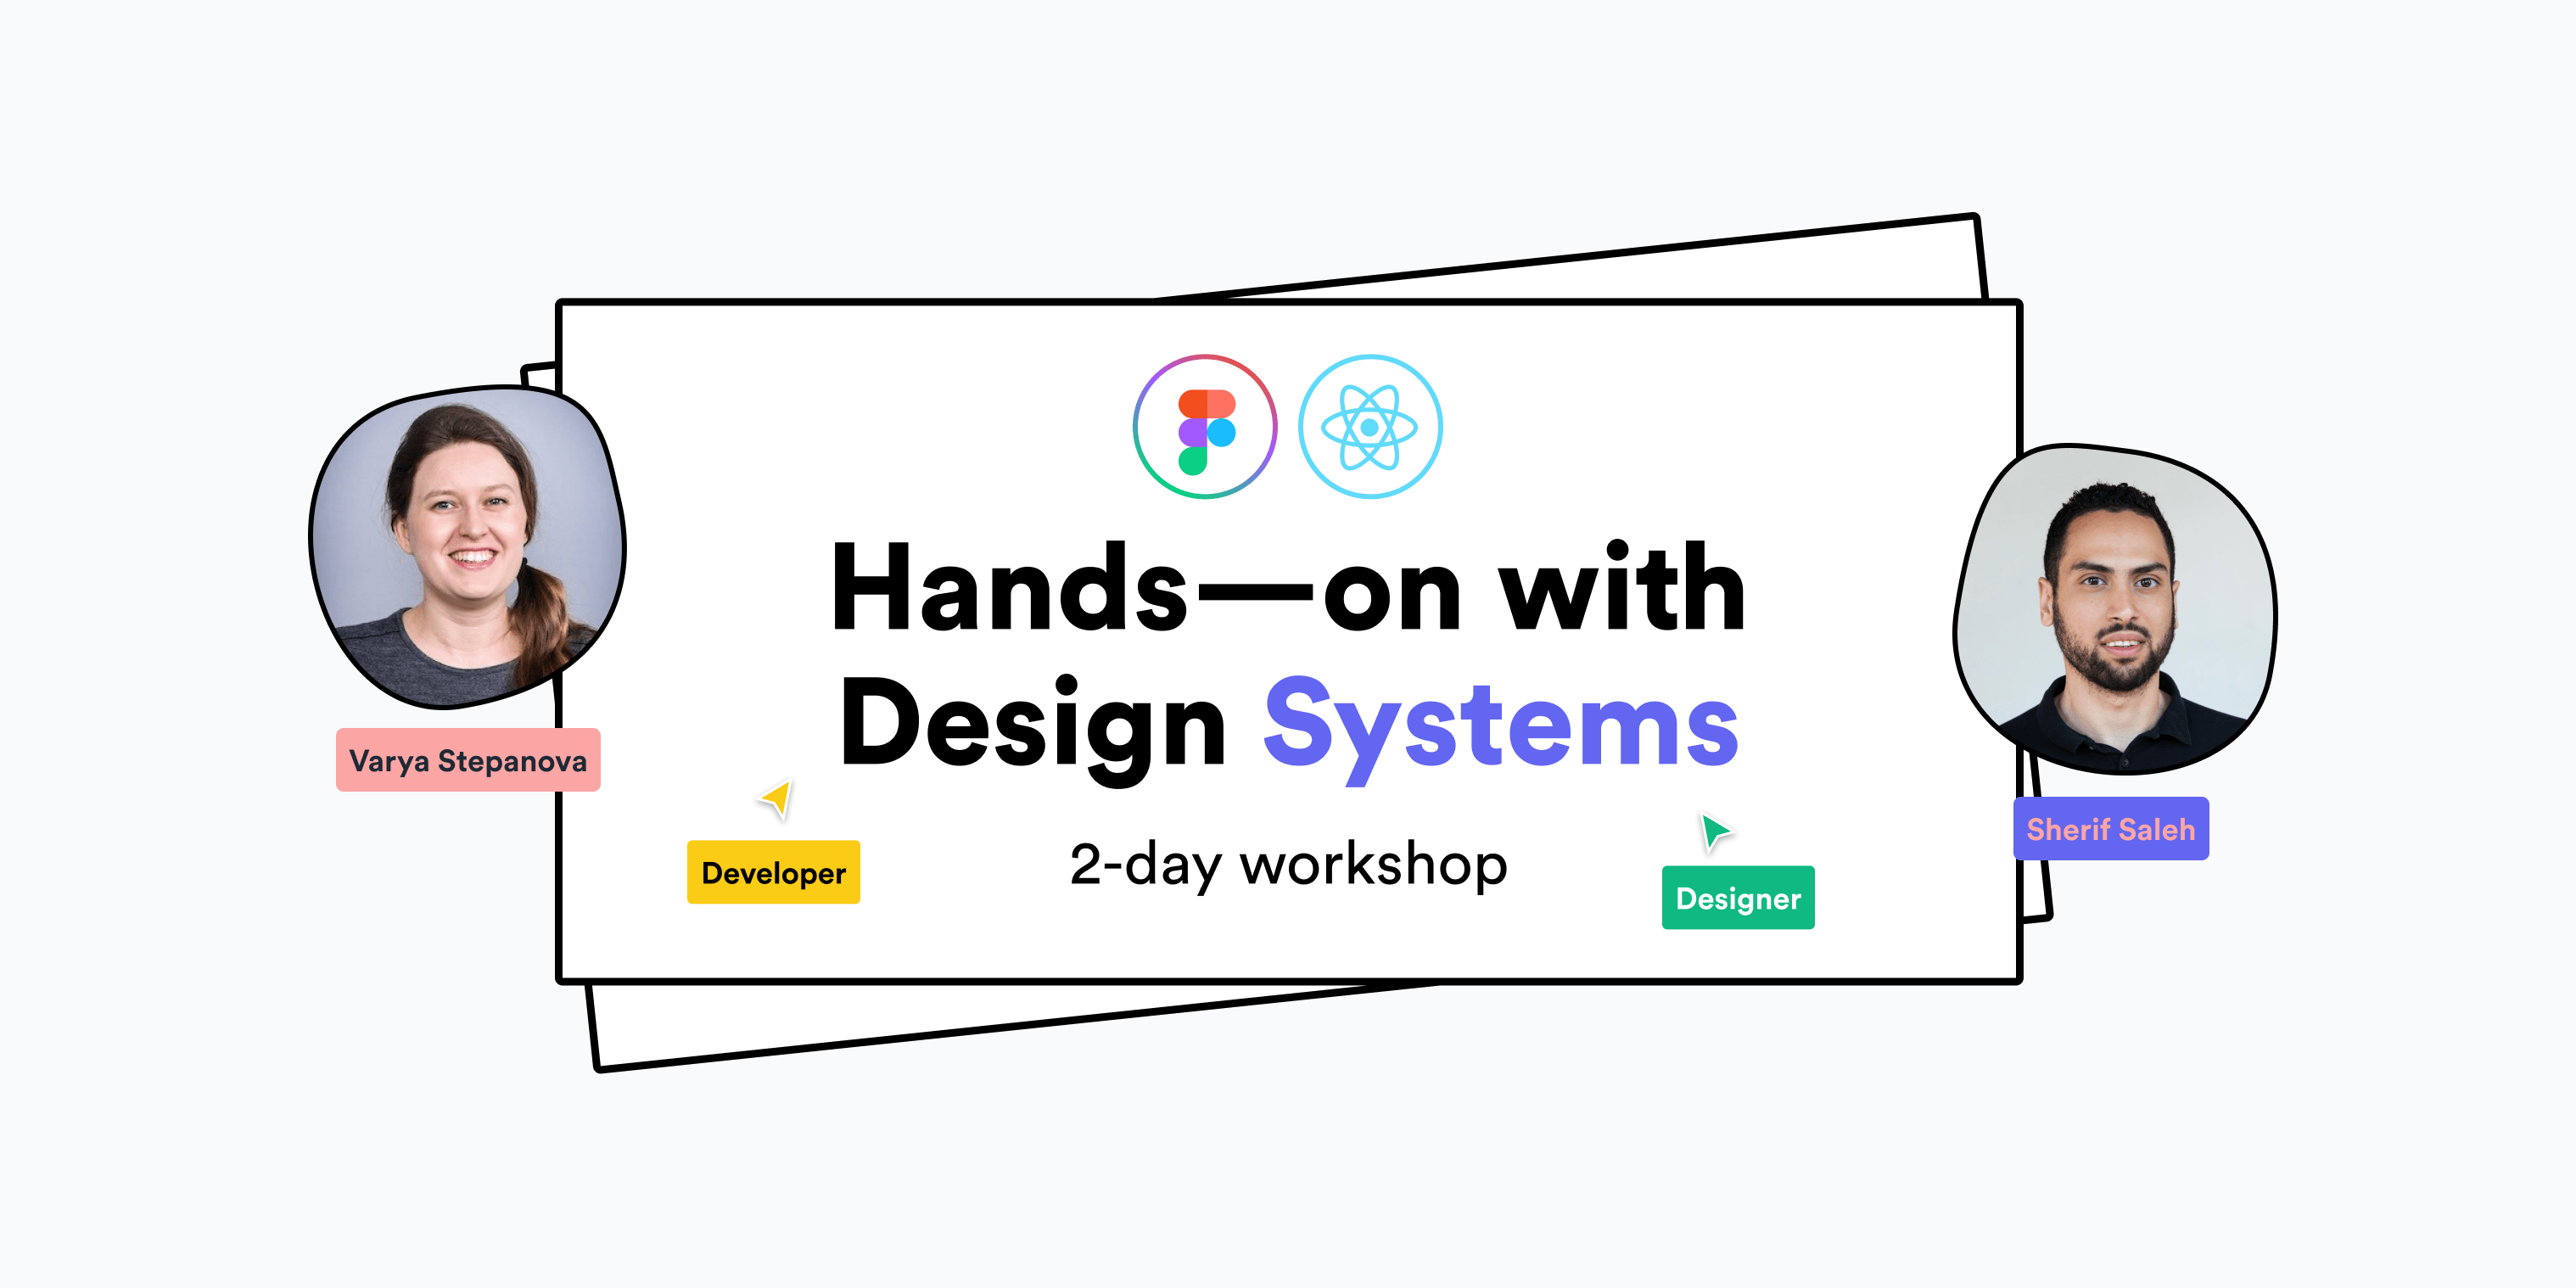 Hands—on with
Design Systems
2-day workshop
Varya Stepanova
Developer
Designer
Sherif Saleh